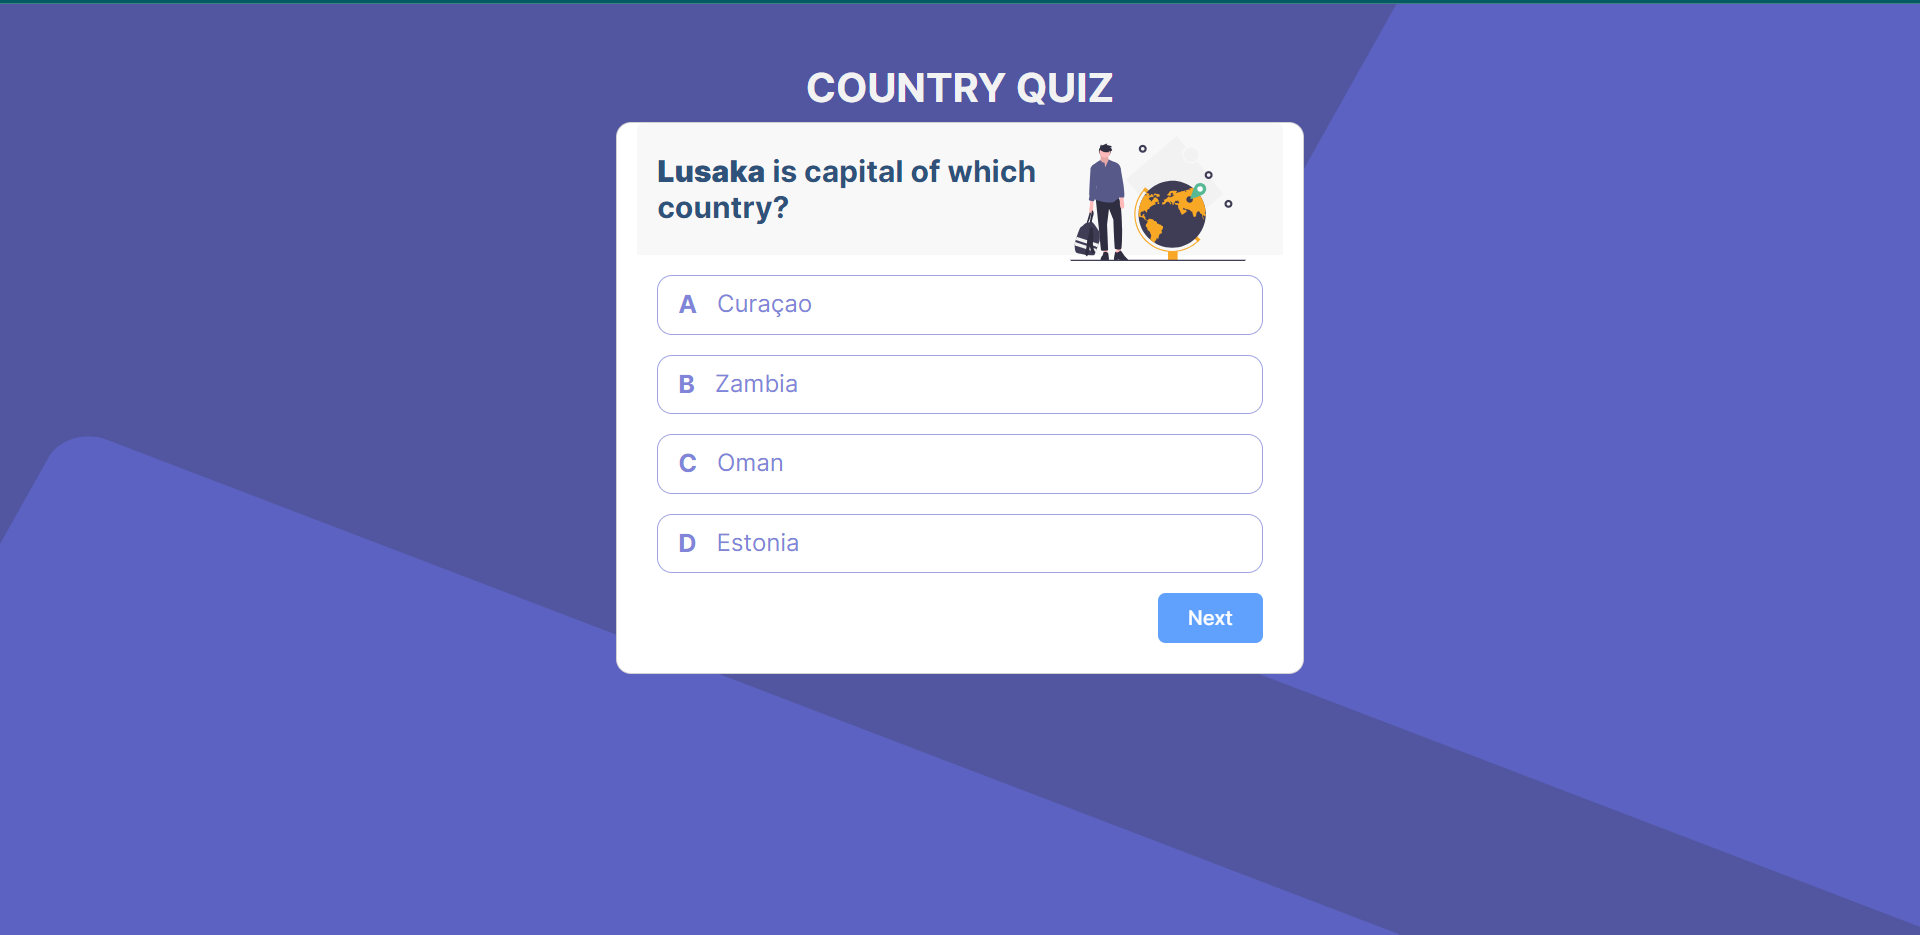 COUNTRY QUIZ
Lusaka is capital of which
country?
A Curaçao
B Zambia
C Oman
D Estonia
Next